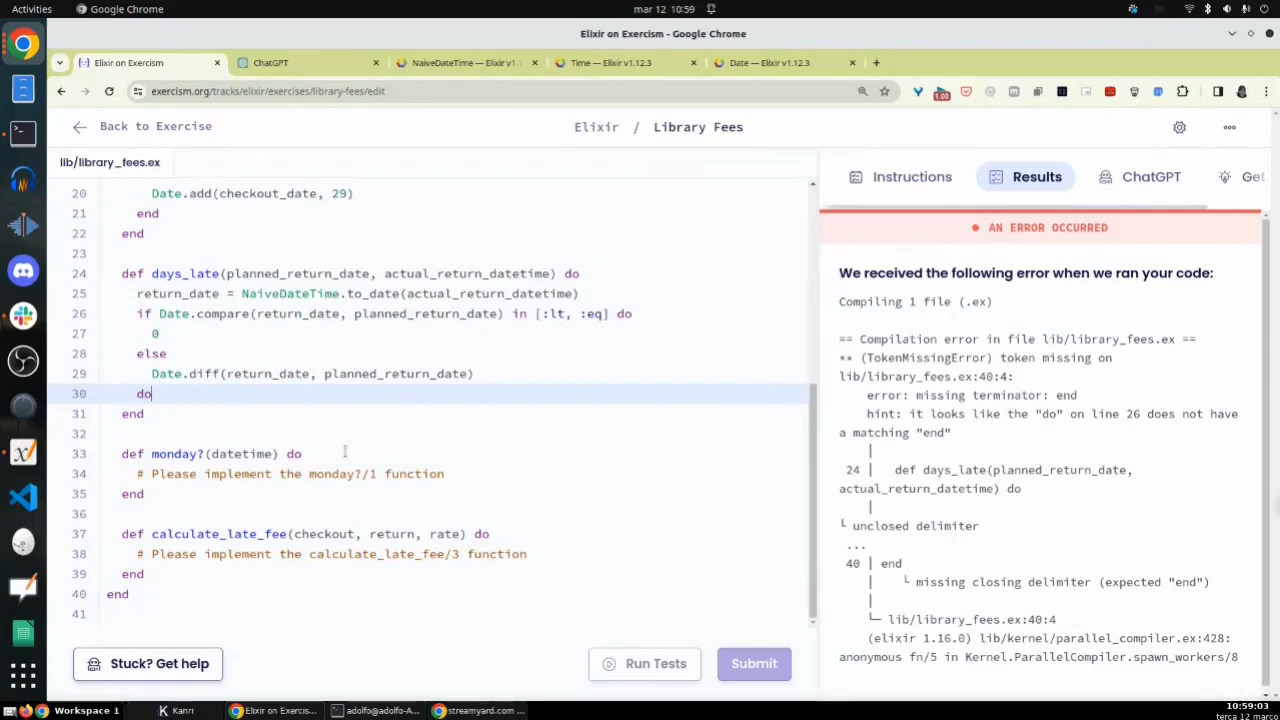 Activities
Google Chrome
mar 12 10:59
Elixir on Exercism - Google Chrome
Elixir on Exercism
ChatGPT
NaiveDateTime — Elixir v1.
Time — Elixir v1.12.3
Date — Elixir v1.12.3
exercism.org/tracks/elixir/exercises/library-fees/edit
1.00
Back to Exercise
Elixir / Library Fees
lib/library_fees.ex
Instructions
Results
ChatGPT
Get
20 Date.add(checkout_date, 29)
21 end
22 end
23
24 def days_late(planned_return_date, actual_return_datetime) do
25 return_date = NaiveDateTime.to_date(actual_return_datetime)
26 if Date.compare(return_date, planned_return_date) in [:lt, :eq] do
27 0
28 else
29 Date.diff(return_date, planned_return_date)
30 do
31 end
32
33 def monday?(datetime) do
34 # Please implement the monday?/1 function
35 end
36
37 def calculate_late_fee(checkout, return, rate) do
38 # Please implement the calculate_late_fee/3 function
39 end
40 end
41
Stuck? Get help
Run Tests
Submit
AN ERROR OCCURRED
We received the following error when we ran your code:
Compiling 1 file (.ex)
== Compilation error in file lib/library_fees.ex ==
** (TokenMissingError) token missing on
lib/library_fees.ex:40:4:
error: missing terminator: end
hint: it looks like the "do" on line 26 does not have
a matching "end"
|
24 | def days_late(planned_return_date,
actual_return_datetime) do
|
└ unclosed delimiter
...
40 | end
| └ missing closing delimiter (expected "end")
|
└─ lib/library_fees.ex:40:4
(elixir 1.16.0) lib/kernel/parallel_compiler.ex:428:
anonymous fn/5 in Kernel.ParallelCompiler.spawn_workers/8
Workspace 1
Kanri
Elixir on Exercis...
adolfo@adolfo-A...
streamyard.com ...
10:59:03
terça 12 março